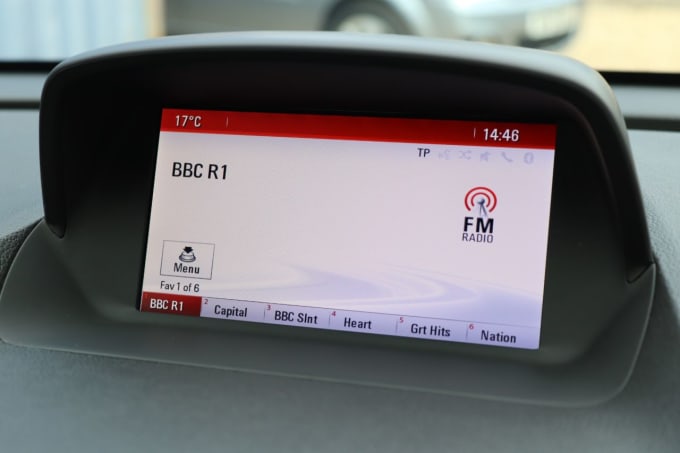 17°C 14:46
TP
BBC R1
FM
RADIO
Menu
Fav 1 of 6
1 BBC R1 2 Capital 3 BBC Slnt 4 Heart 5 Grt Hits 6 Nation